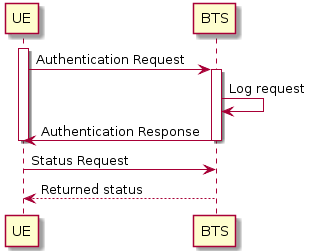 UE
BTS
Authentication Request
Log request
Authentication Response
Status Request
Returned status
UE
BTS